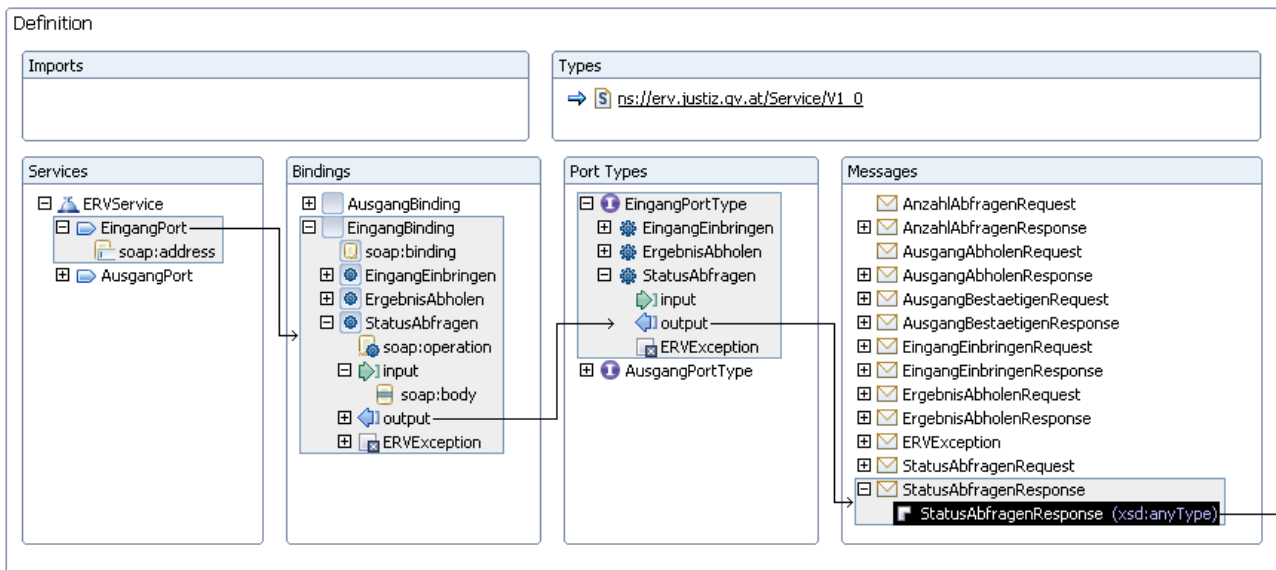 Definition
Imports
Types
ns://erv.justiz.gv.at/Service/V1_0
Services
ERVService
EingangPort
soap:address
AusgangPort
Bindings
AusgangBinding
EingangBinding
soap:binding
EingangEinbringen
ErgebnisAbholen
StatusAbfragen
soap:operation
input
soap:body
output
ERVException
Port Types
EingangPortType
EingangEinbringen
ErgebnisAbholen
StatusAbfragen
input
output
ERVException
AusgangPortType
Messages
AnzahlAbfragenRequest
AnzahlAbfragenResponse
AusgangAbholenRequest
AusgangAbholenResponse
AusgangBestaetigenRequest
AusgangBestaetigenResponse
EingangEinbringenRequest
EingangEinbringenResponse
ErgebnisAbholenRequest
ErgebnisAbholenResponse
ERVException
StatusAbfragenRequest
StatusAbfragenResponse
StatusAbfragenResponse (xsd:anyType)